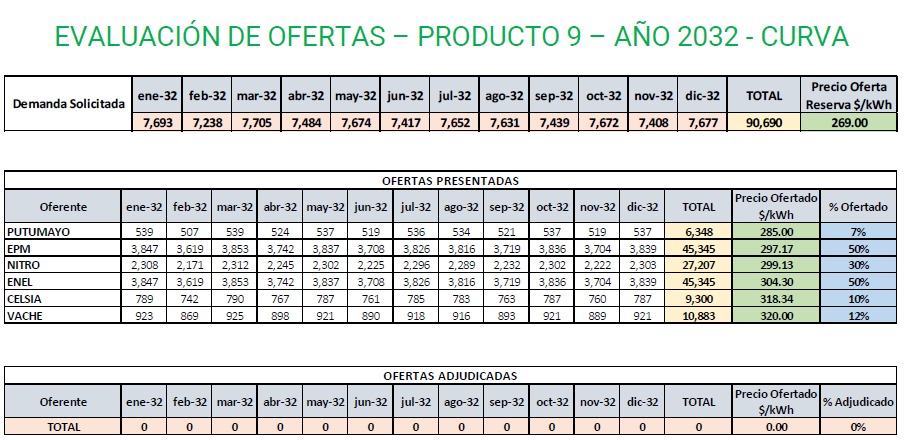 EVALUACIÓN DE OFERTAS – PRODUCTO 9 – AÑO 2032 - CURVA
Demanda Solicitada ene-32 feb-32 mar-32 abr-32 may-32 jun-32 jul-32 ago-32 sep-32 oct-32 nov-32 dic-32 TOTAL Precio Oferta Reserva $/kWh
7,693 7,238 7,705 7,484 7,674 7,417 7,652 7,631 7,439 7,672 7,408 7,677 90,690 269.00
OFERTAS PRESENTADAS
Oferente ene-32 feb-32 mar-32 abr-32 may-32 jun-32 jul-32 ago-32 sep-32 oct-32 nov-32 dic-32 TOTAL Precio Ofertado $/kWh % Ofertado
PUTUMAYO 539 507 539 524 537 519 536 534 521 537 519 537 6,348 285.00 7%
EPM 3,847 3,619 3,853 3,742 3,837 3,708 3,826 3,816 3,719 3,836 3,704 3,839 45,345 297.17 50%
NITRO 2,308 2,171 2,312 2,245 2,302 2,225 2,296 2,289 2,232 2,302 2,222 2,303 27,207 299.13 30%
ENEL 3,847 3,619 3,853 3,742 3,837 3,708 3,826 3,816 3,719 3,836 3,704 3,839 45,345 304.30 50%
CELSIA 789 742 790 767 787 761 785 783 763 787 760 787 9,300 318.34 10%
VACHE 923 869 925 898 921 890 918 916 893 921 889 921 10,883 320.00 12%
OFERTAS ADJUDICADAS
Oferente ene-32 feb-32 mar-32 abr-32 may-32 jun-32 jul-32 ago-32 sep-32 oct-32 nov-32 dic-32 TOTAL Precio Ofertado $/kWh % Adjudicado
TOTAL 0 0 0 0 0 0 0 0 0 0 0 0 0 0.00 0%